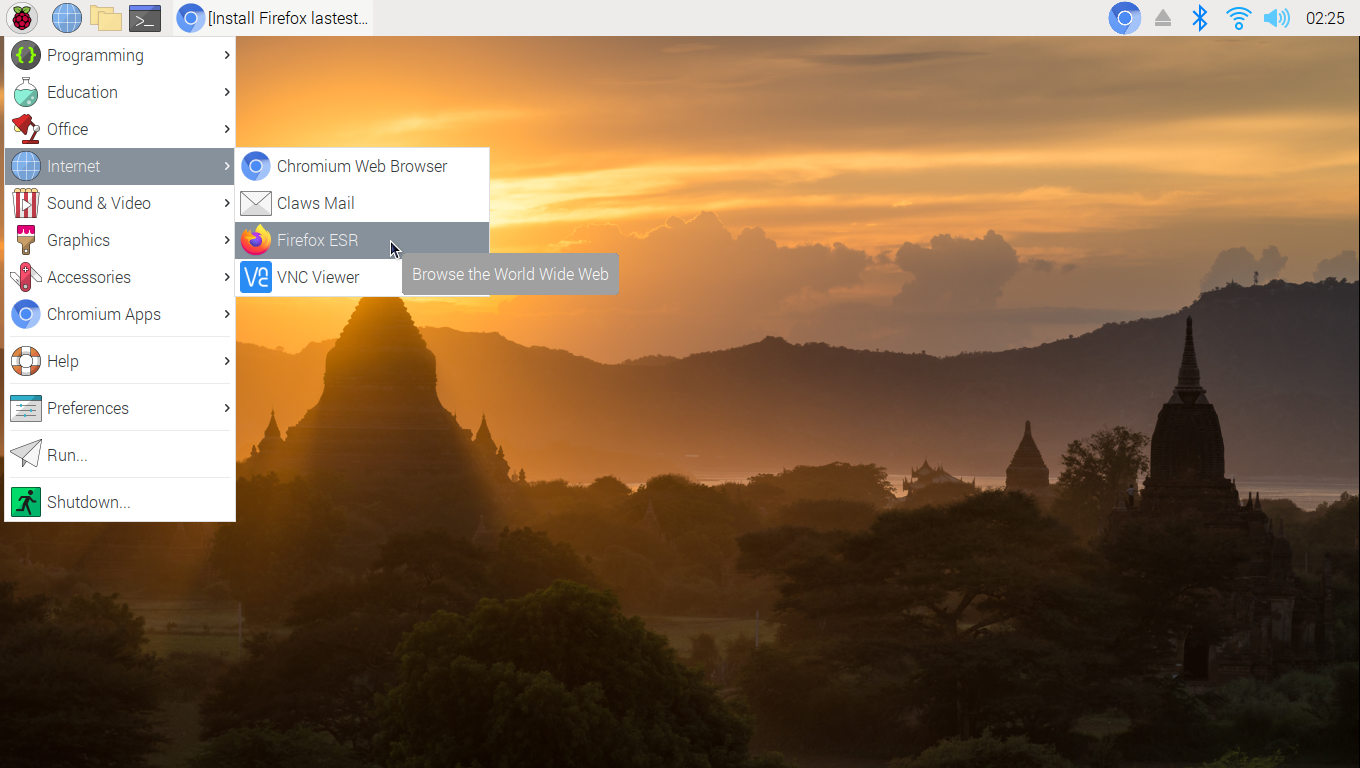 [Install Firefox lastest...
02:25
Programming
Education
Office
Internet
Sound & Video
Graphics
Accessories
Chromium Apps
Help
Preferences
Run...
Shutdown...
Chromium Web Browser
Claws Mail
Firefox ESR
VNC Viewer
Browse the World Wide Web